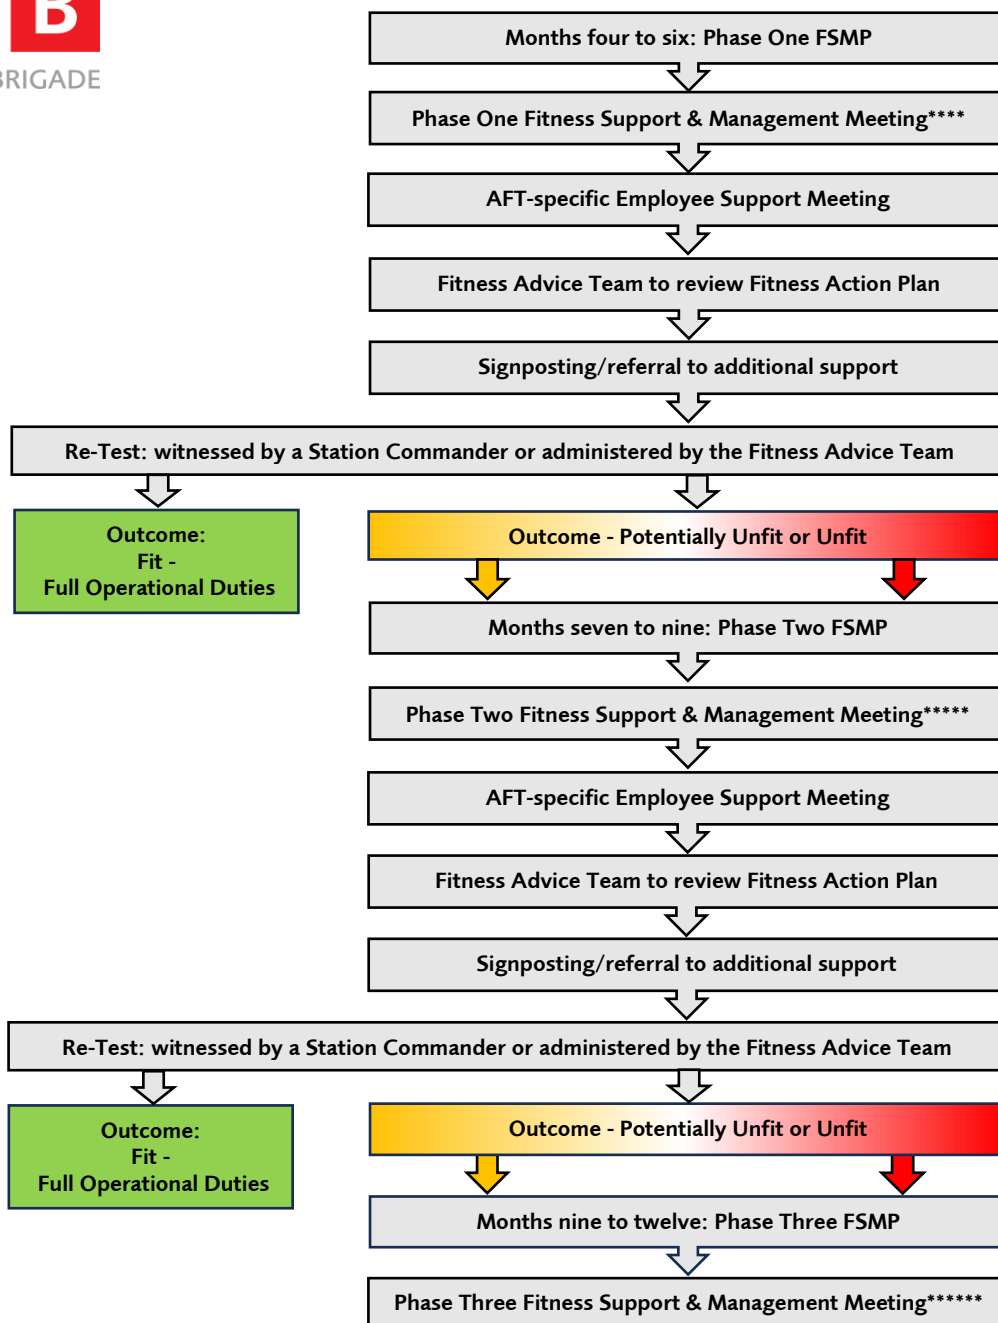 B
BRIGADE
Months four to six: Phase One FSMP
Phase One Fitness Support & Management Meeting****
AFT-specific Employee Support Meeting
Fitness Advice Team to review Fitness Action Plan
Signposting/referral to additional support
Re-Test: witnessed by a Station Commander or administered by the Fitness Advice Team
Outcome:
Fit -
Full Operational Duties
Outcome - Potentially Unfit or Unfit
Months seven to nine: Phase Two FSMP
Phase Two Fitness Support & Management Meeting*****
AFT-specific Employee Support Meeting
Fitness Advice Team to review Fitness Action Plan
Signposting/referral to additional support
Re-Test: witnessed by a Station Commander or administered by the Fitness Advice Team
Outcome:
Fit -
Full Operational Duties
Outcome - Potentially Unfit or Unfit
Months nine to twelve: Phase Three FSMP
Phase Three Fitness Support & Management Meeting******